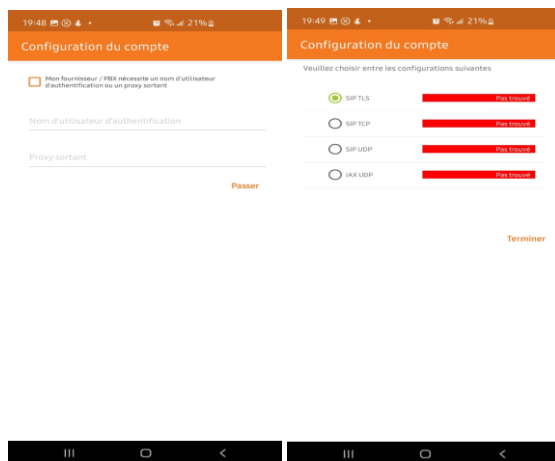 19:48
21%
Configuration du compte
Mon fournisseur / PBX nécessite un nom d'utilisateur
d'authentification ou un proxy sortant
Nom d'utilisateur d'authentification
Proxy sortant
Passer
19:49
21%
Configuration du compte
Veuillez choisir entre les configurations suivantes
SIP TLS Pas trouvé
SIP TCP Pas trouvé
SIP UDP Pas trouvé
IAX UDP Pas trouvé
Terminer